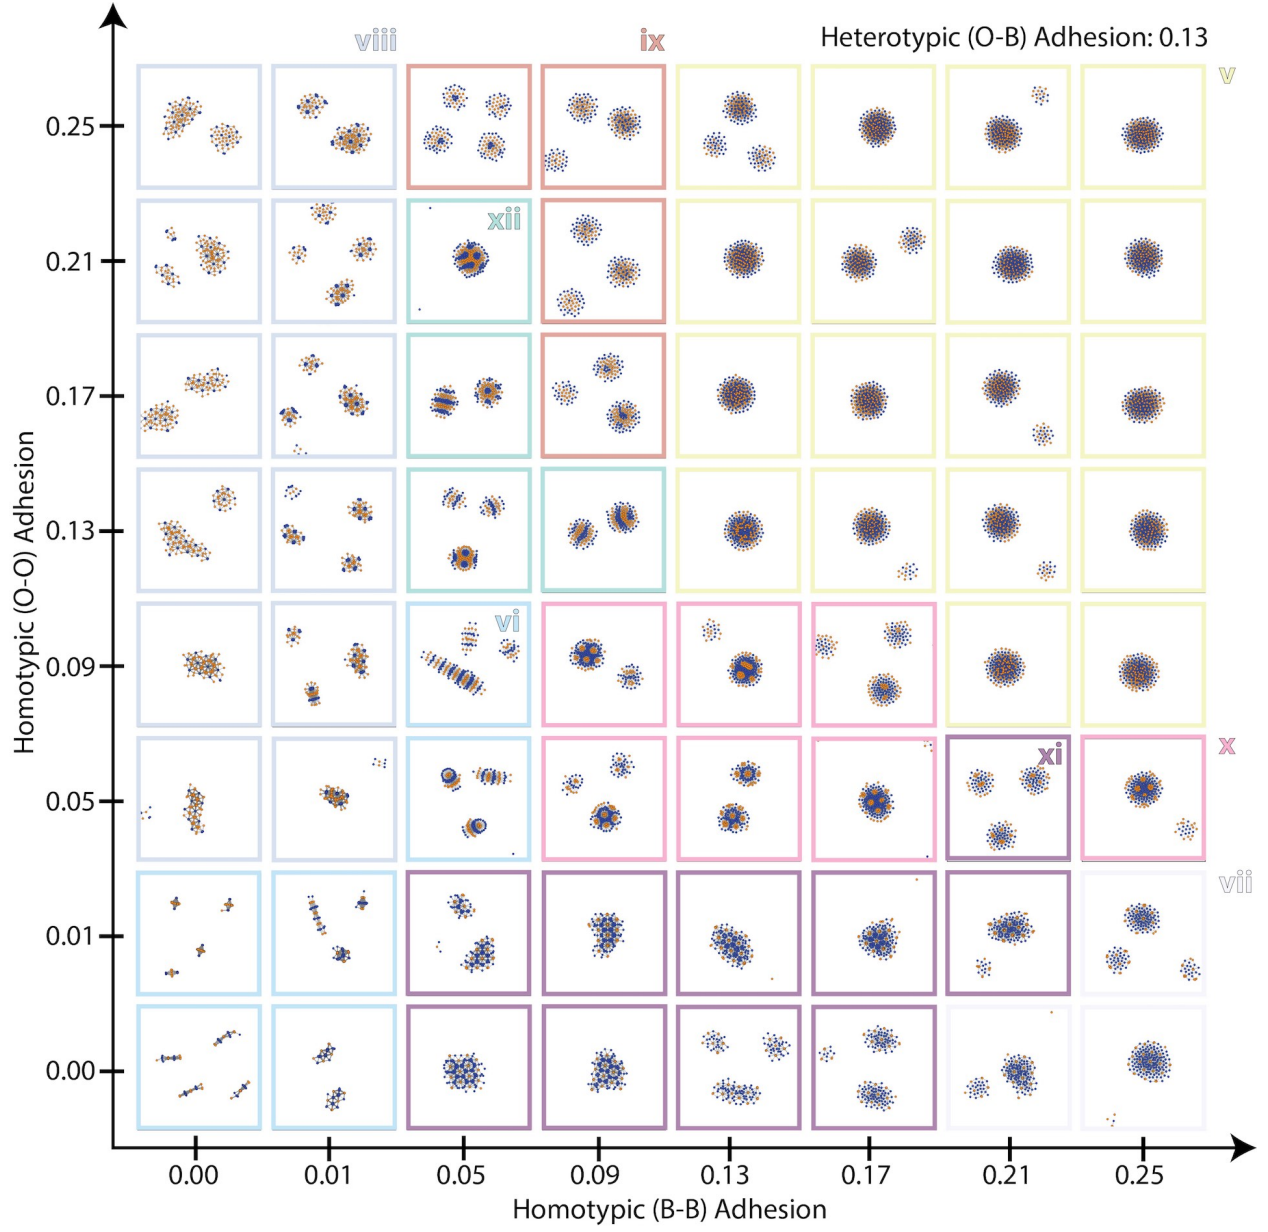 viii
ix
Heterotypic (O-B) Adhesion: 0.13
v
0.25
0.21
xii
0.17
0.13
0.09
vi
0.05
xi
x
0.01
vii
0.00
Homotypic (O-O) Adhesion
0.00 0.01 0.05 0.09 0.13 0.17 0.21 0.25
Homotypic (B-B) Adhesion